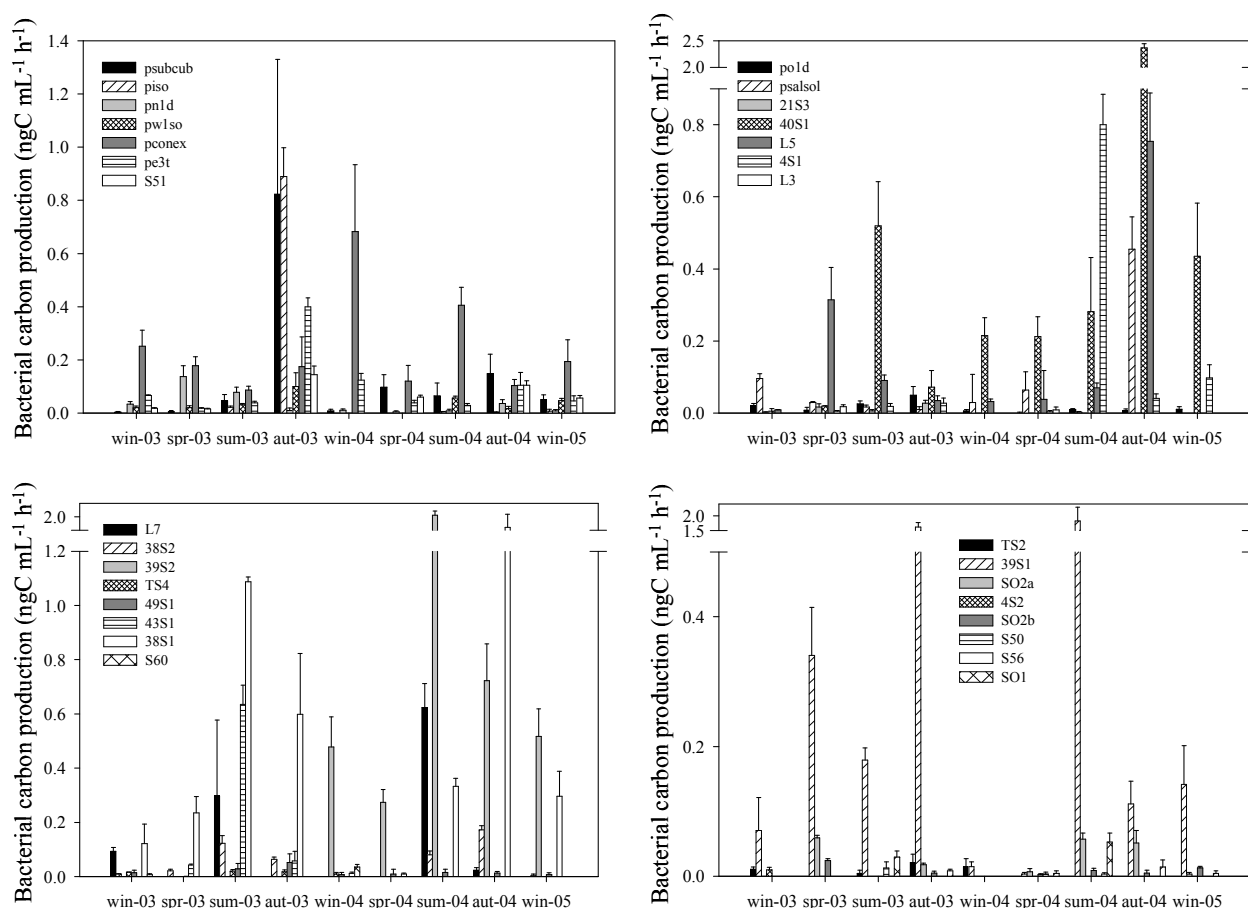 Bacterial carbon production (ngC mL⁻¹ h⁻¹)
1.4
1.2
1.0
0.8
0.6
0.4
0.2
0.0
psubcub
piso
pn1d
pw1so
pconex
pe3t
S51
win-03 spr-03 sum-03 aut-03 win-04 spr-04 sum-04 aut-04 win-05
Bacterial carbon production (ngC mL⁻¹ h⁻¹)
2.5
2.0
0.8
0.6
0.4
0.2
0.0
po1d
psalsol
21S3
40S1
L5
4S1
L3
win-03 spr-03 sum-03 aut-03 win-04 spr-04 sum-04 aut-04 win-05
Bacterial carbon production (ngC mL⁻¹ h⁻¹)
2.0
1.2
1.0
0.8
0.6
0.4
0.2
0.0
L7
38S2
39S2
TS4
49S1
43S1
38S1
S60
win-03 spr-03 sum-03 aut-03 win-04 spr-04 sum-04 aut-04 win-05
Bacterial carbon production (ngC mL⁻¹ h⁻¹)
2.0
1.5
0.4
0.2
0.0
TS2
39S1
SO2a
4S2
SO2b
S50
S56
SO1
win-03 spr-03 sum-03 aut-03 win-04 spr-04 sum-04 aut-04 win-05